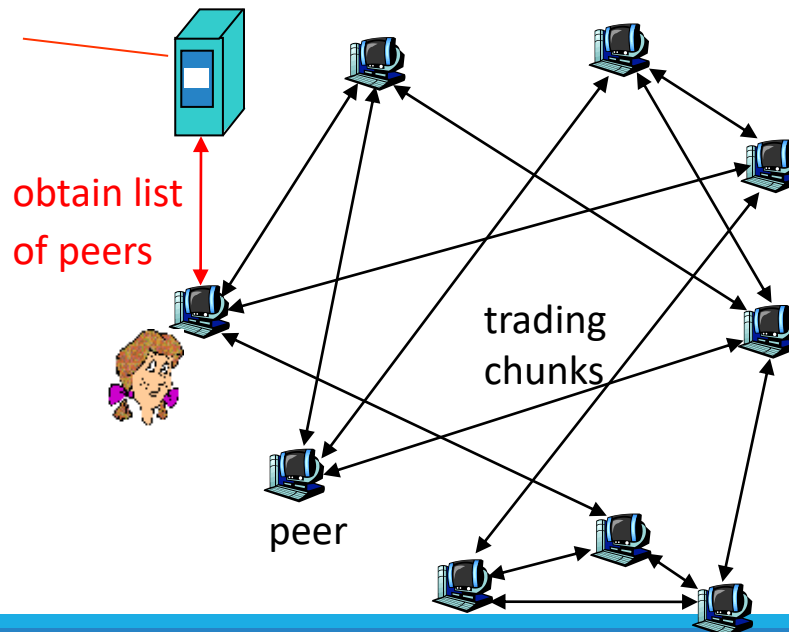 obtain list
of peers
trading
chunks
peer